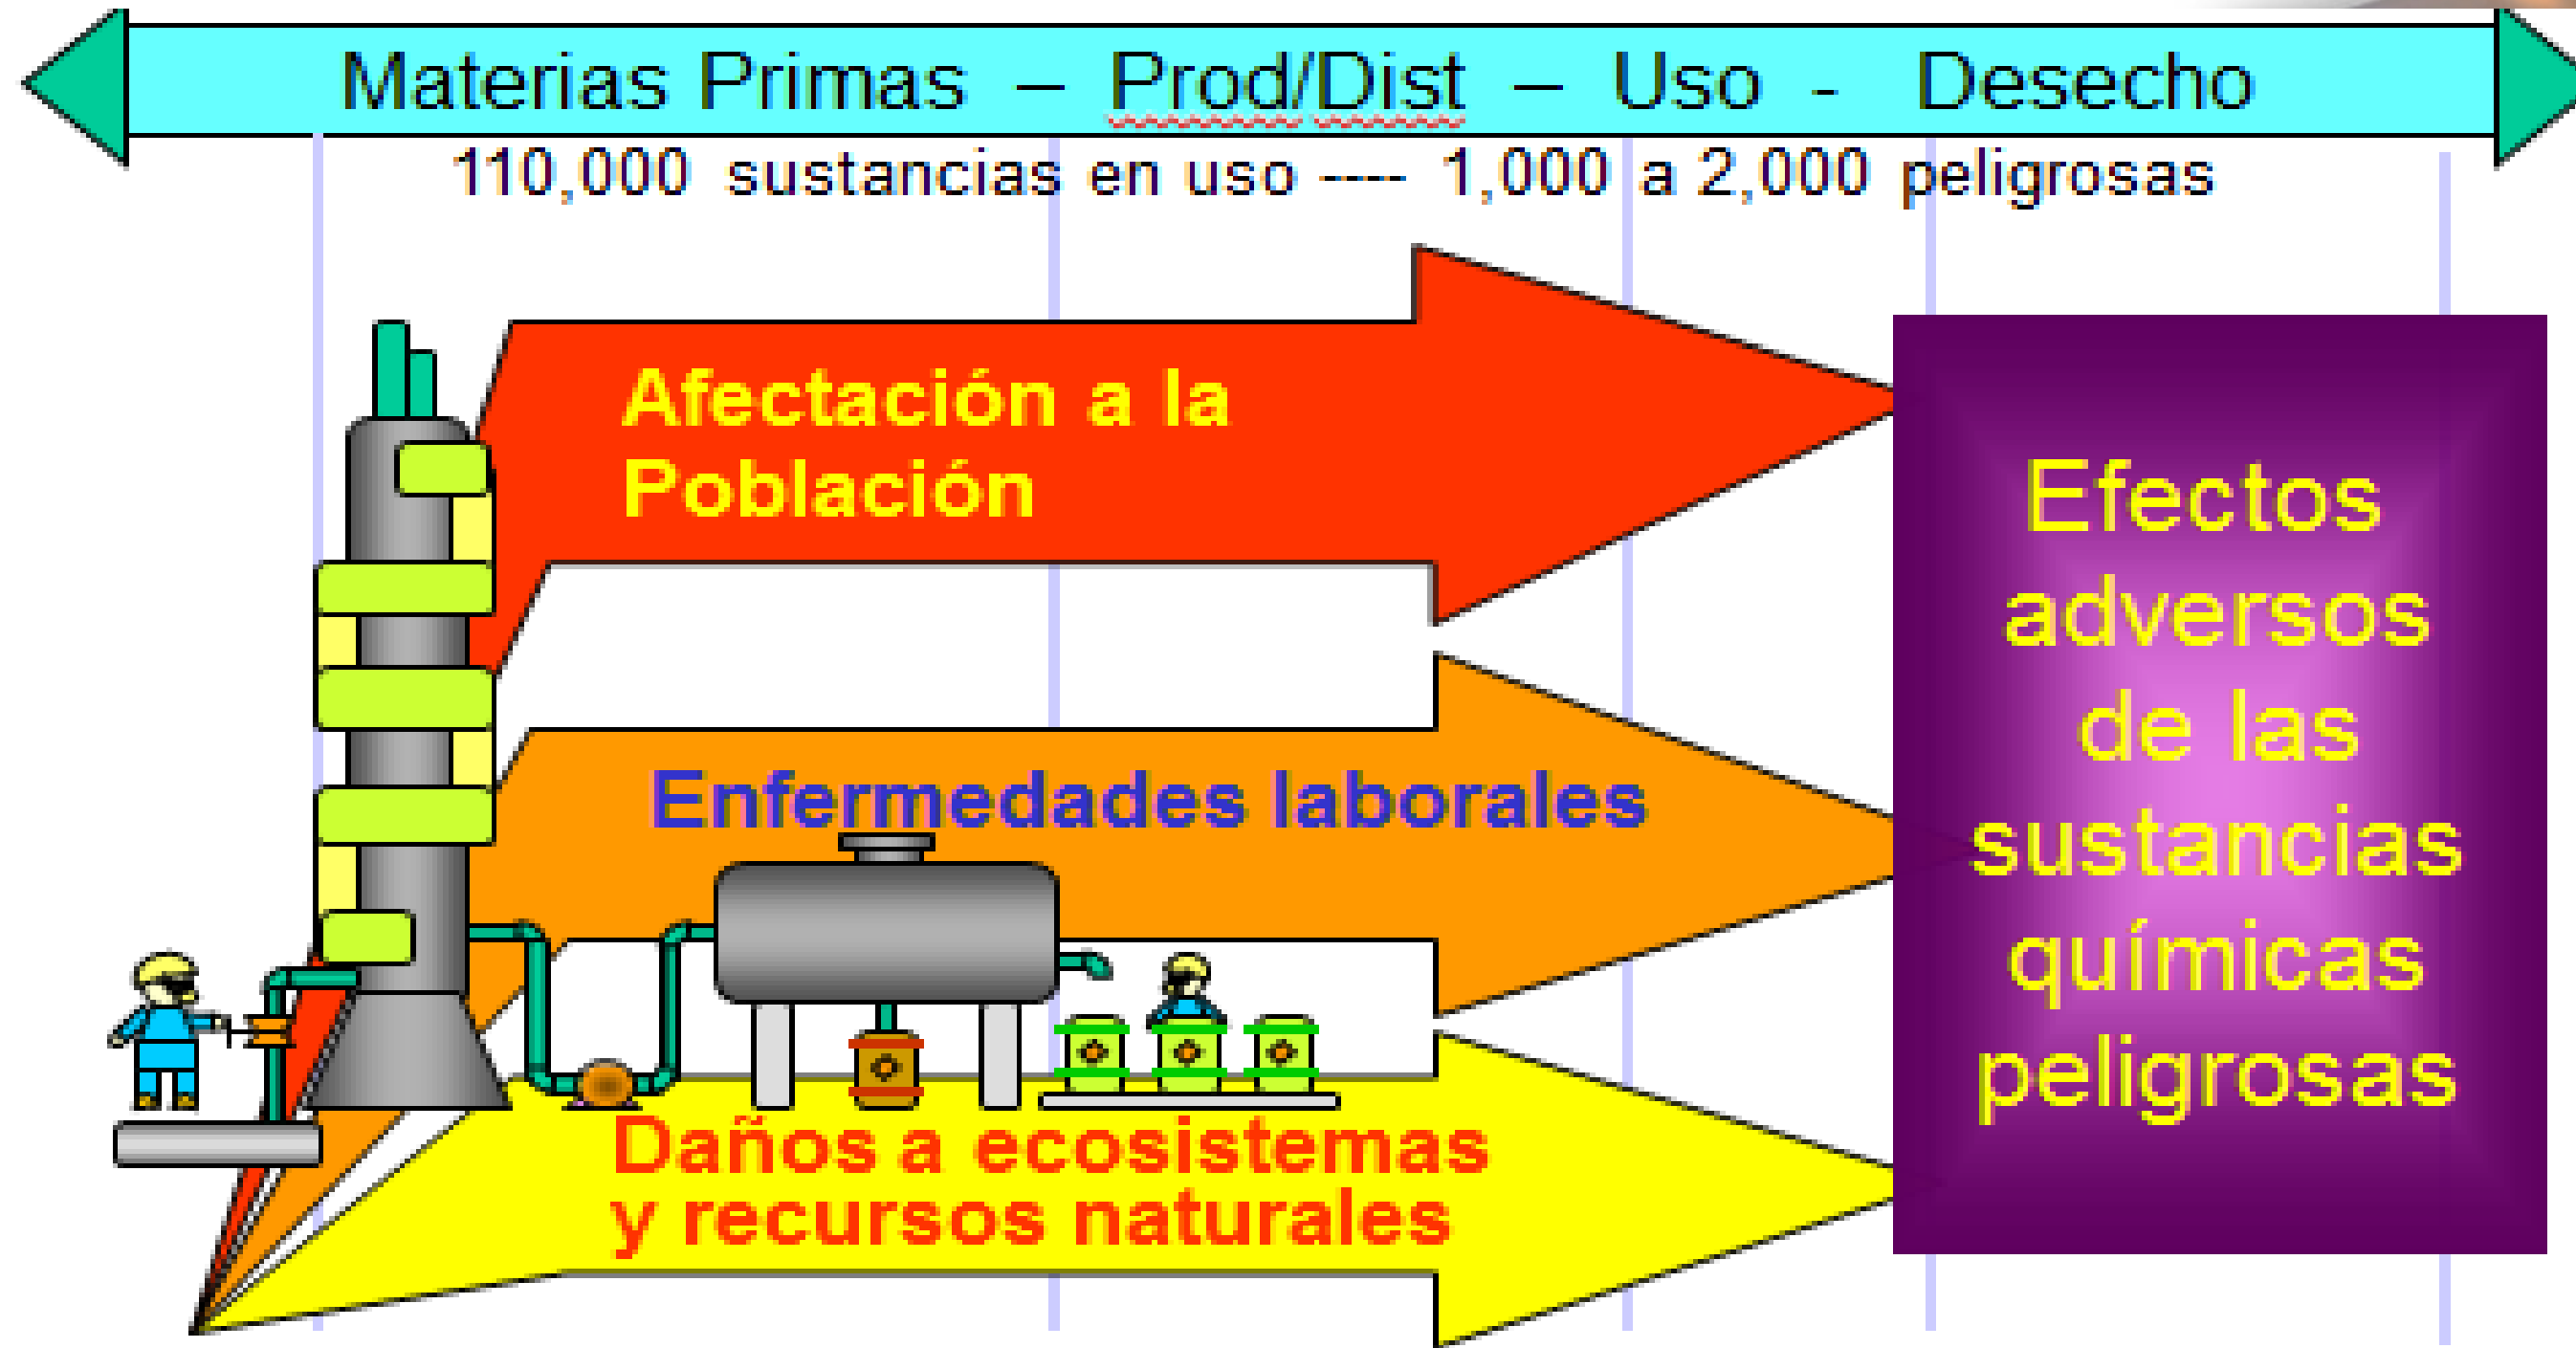 Materias Primas – Prod/Dist – Uso - Desecho
110,000 sustancias en uso ---- 1,000 a 2,000 peligrosas
Afectación a la
Población
Enfermedades laborales
Daños a ecosistemas
y recursos naturales
Efectos
adversos
de las
sustancias
químicas
peligrosas